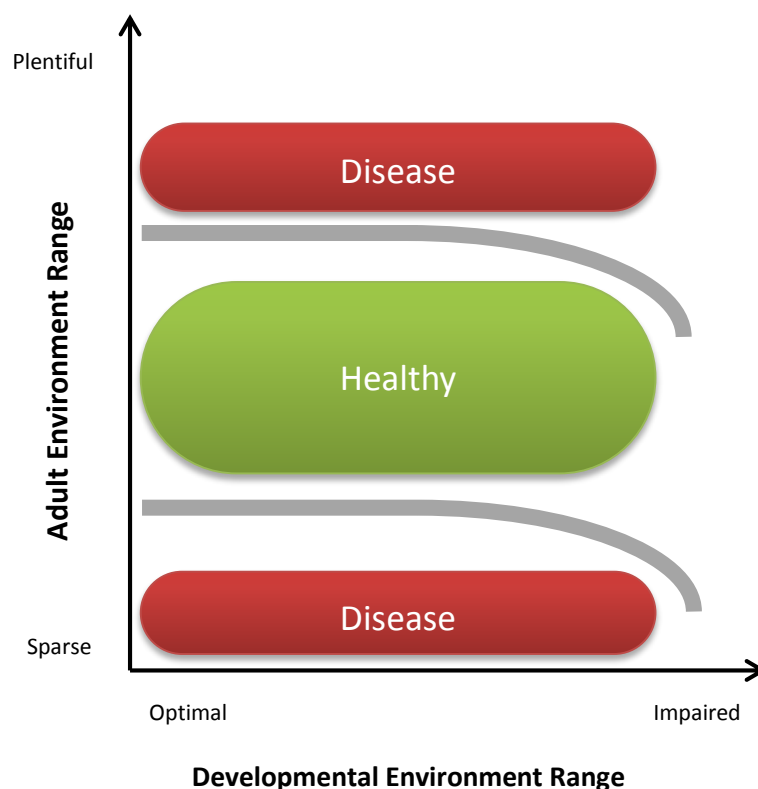 Plentiful
Disease
Adult Environment Range
Healthy
Disease
Sparse
Optimal
Impaired
Developmental Environment Range